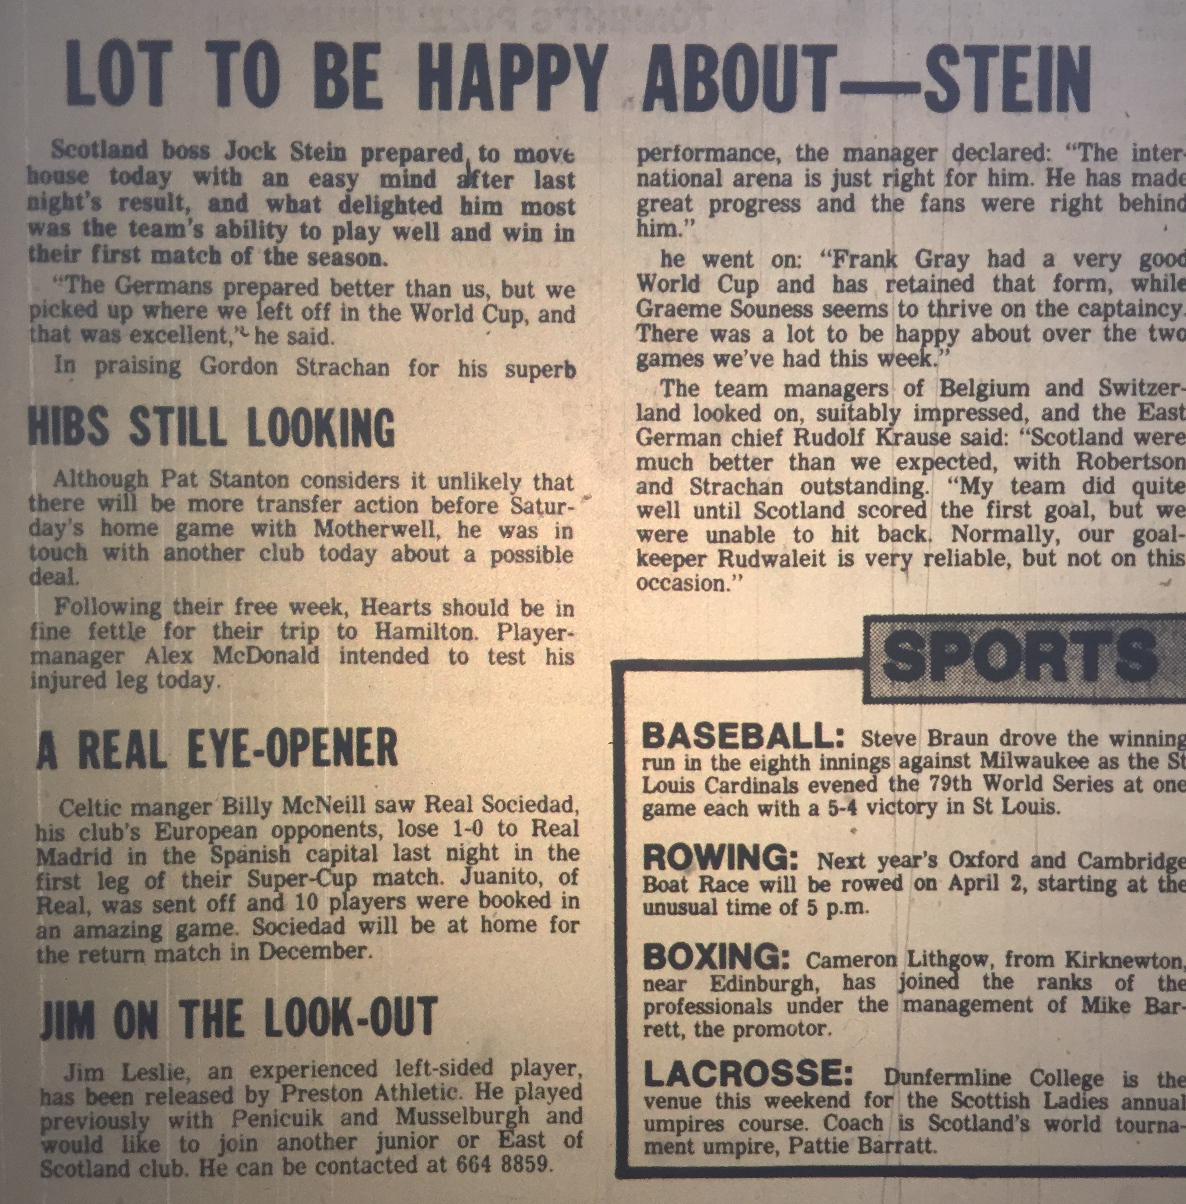 LOT TO BE HAPPY ABOUT—STEIN
Scotland boss Jock Stein prepared to move
house today with an easy mind after last
night's result, and what delighted him most
was the team's ability to play well and win in
their first match of the season.
"The Germans prepared better than us, but we
picked up where we left off in the World Cup, and
that was excellent," he said.
In praising Gordon Strachan for his superb
performance, the manager declared: "The inter-
national arena is just right for him. He has made
great progress and the fans were right behind
him."
he went on: "Frank Gray had a very good
World Cup and has retained that form, while
Graeme Souness seems to thrive on the captaincy.
There was a lot to be happy about over the two
games we've had this week."
The team managers of Belgium and Switzer-
land looked on, suitably impressed, and the East
German chief Rudolf Krause said: "Scotland were
much better than we expected, with Robertson
and Strachan outstanding. "My team did quite
well until Scotland scored the first goal, but we
were unable to hit back. Normally, our goal-
keeper Rudwaleit is very reliable, but not on this
occasion."
HIBS STILL LOOKING
Although Pat Stanton considers it unlikely that
there will be more transfer action before Satur-
day's home game with Motherwell, he was in
touch with another club today about a possible
deal.
Following their free week, Hearts should be in
fine fettle for their trip to Hamilton. Player-
manager Alex McDonald intended to test his
injured leg today.
A REAL EYE-OPENER
Celtic manger Billy McNeill saw Real Sociedad,
his club's European opponents, lose 1-0 to Real
Madrid in the Spanish capital last night in the
first leg of their Super-Cup match. Juanito, of
Real, was sent off and 10 players were booked in
an amazing game. Sociedad will be at home for
the return match in December.
JIM ON THE LOOK-OUT
Jim Leslie, an experienced left-sided player,
has been released by Preston Athletic. He played
previously with Penicuik and Musselburgh and
would like to join another junior or East of
Scotland club. He can be contacted at 664 8859.
SPORTS
BASEBALL: Steve Braun drove the winning
run in the eighth innings against Milwaukee as the St
Louis Cardinals evened the 79th World Series at one
game each with a 5-4 victory in St Louis.
ROWING: Next year's Oxford and Cambridge
Boat Race will be rowed on April 2, starting at the
unusual time of 5 p.m.
BOXING: Cameron Lithgow, from Kirknewton,
near Edinburgh, has joined the ranks of the
professionals under the management of Mike Bar-
rett, the promotor.
LACROSSE: Dunfermline College is the
venue this weekend for the Scottish Ladies annual
umpires course. Coach is Scotland's world tourna-
ment umpire, Pattie Barratt.